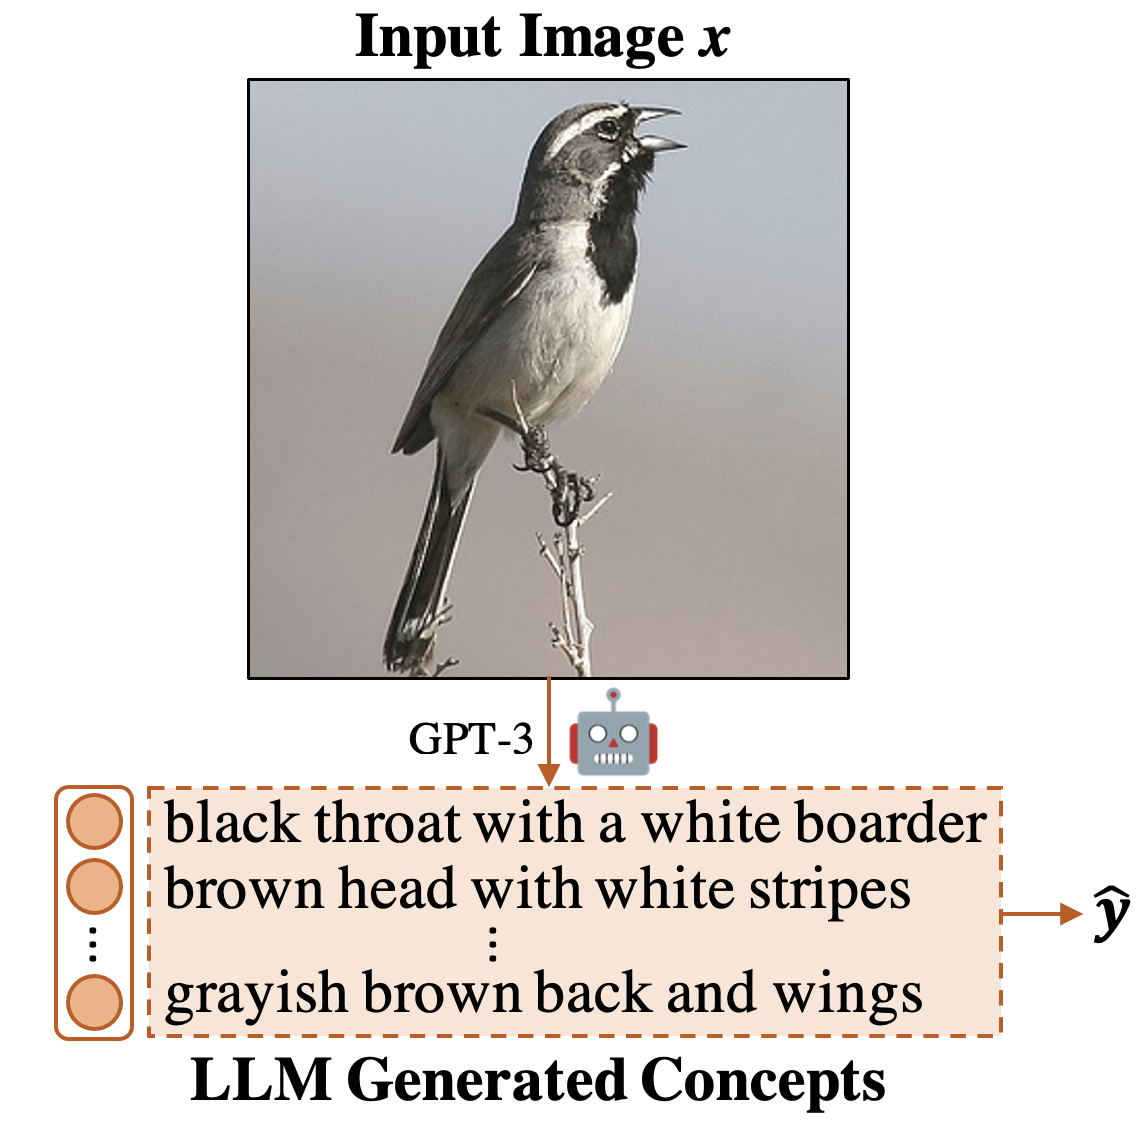 Input Image x
GPT-3
black throat with a white boarder
brown head with white stripes
⋮
⋮
grayish brown back and wings
ŷ
LLM Generated Concepts